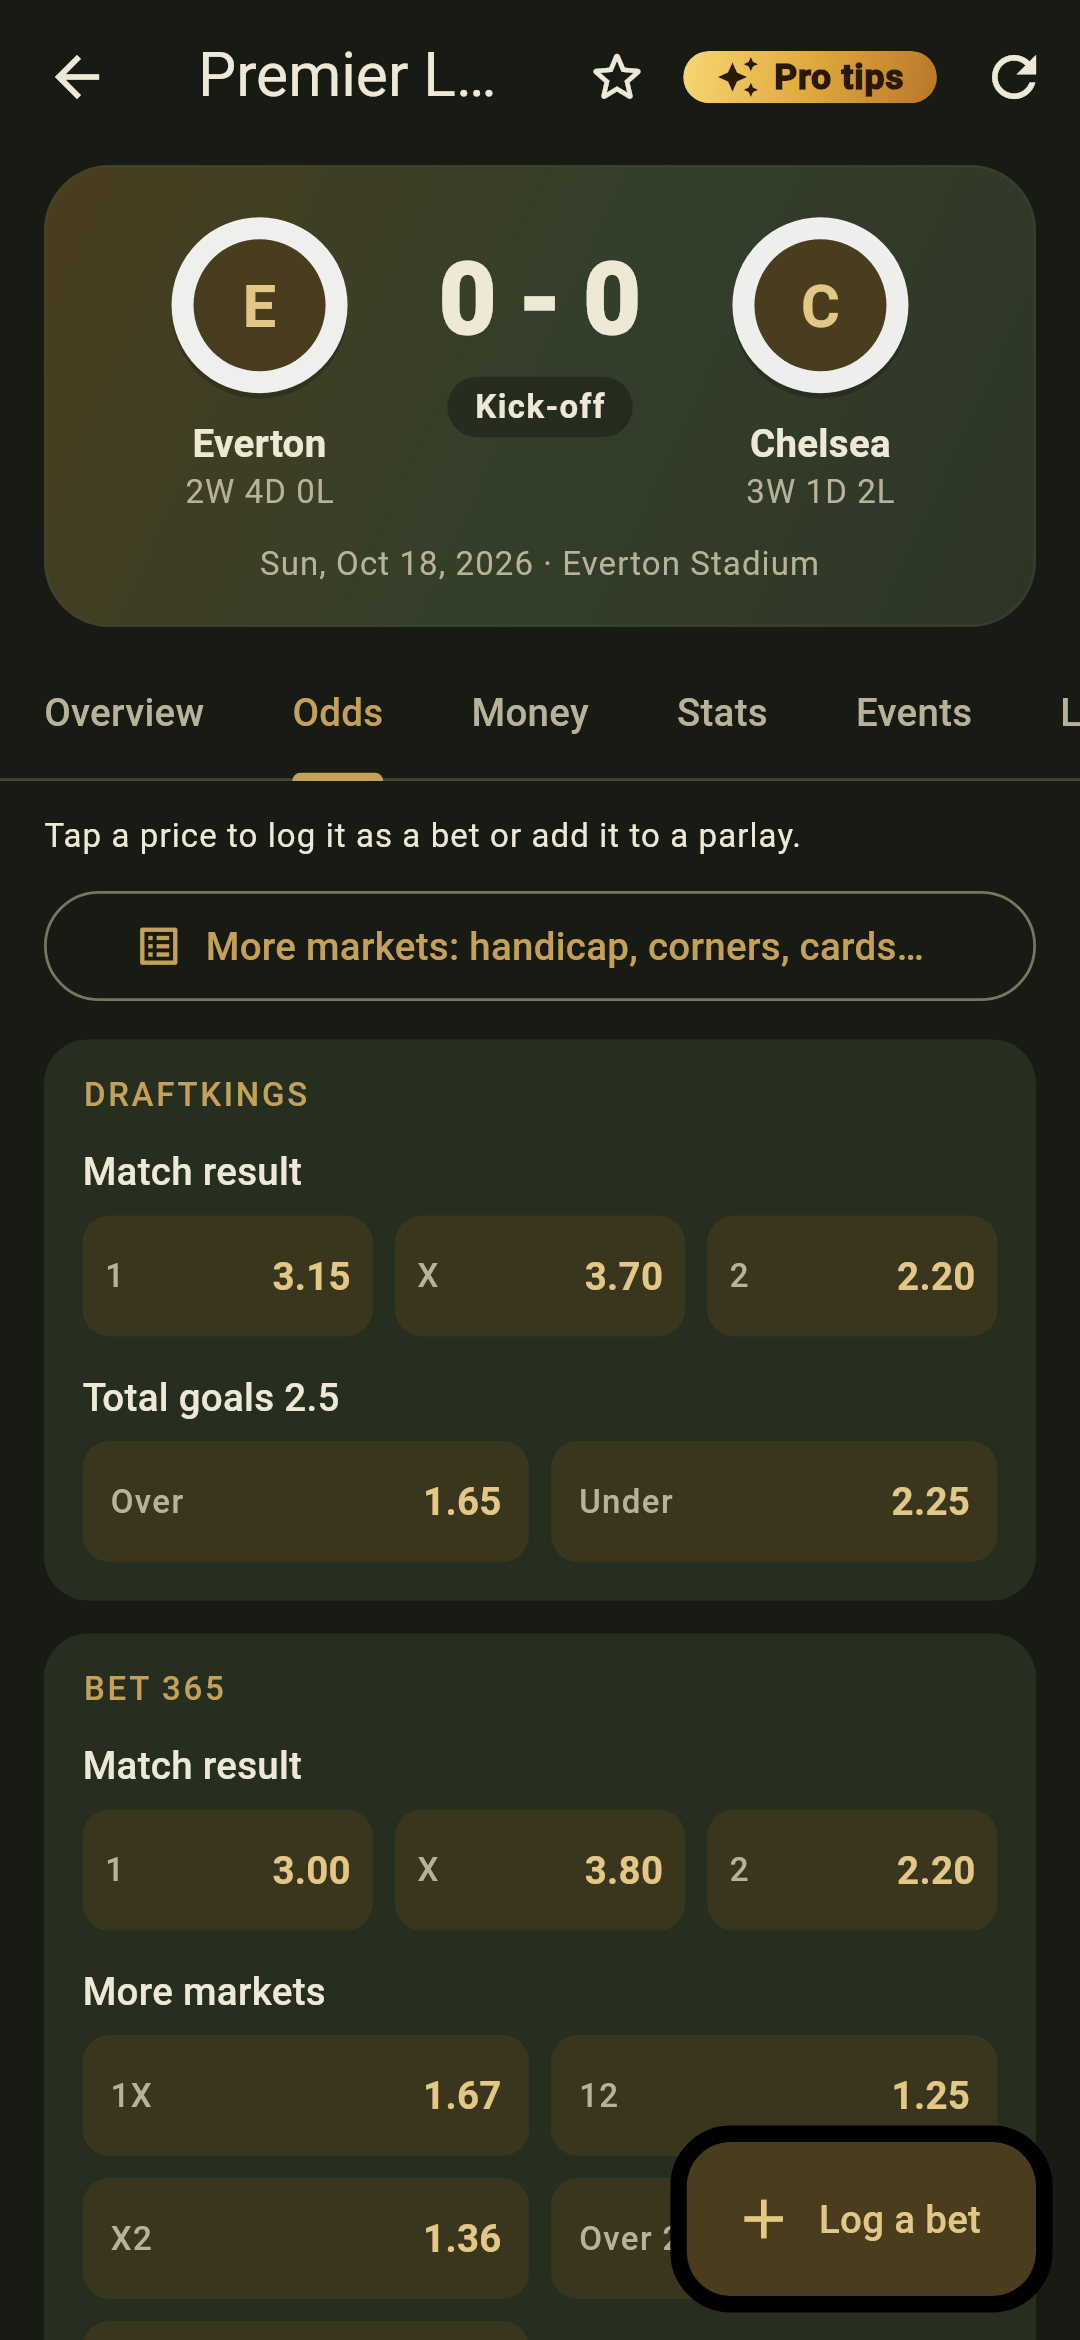 Premier L...
Pro tips
E
0 - 0
C
Kick-off
Everton
Chelsea
2W 4D 0L
3W 1D 2L
Sun, Oct 18, 2026 · Everton Stadium
Overview Odds Money Stats Events L
Tap a price to log it as a bet or add it to a parlay.
More markets: handicap, corners, cards...
DRAFTKINGS
Match result
1 3.15 X 3.70 2 2.20
Total goals 2.5
Over 1.65 Under 2.25
BET 365
Match result
1 3.00 X 3.80 2 2.20
More markets
1X 1.67 12 1.25
X2 1.36 Over
Log a bet